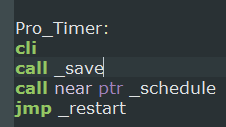 Pro_Timer:
cli
call _save
call near ptr _schedule
jmp _restart